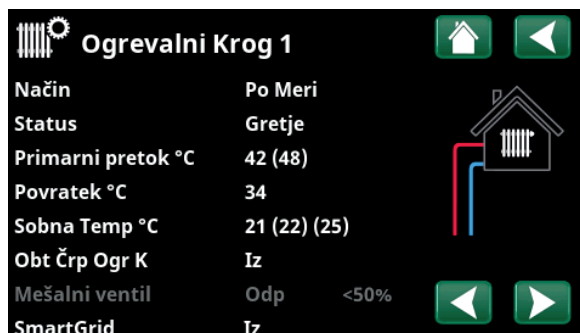 Ogrevalni Krog 1
Način Po Meri
Status Gretje
Primarni pretok °C 42 (48)
Povratek °C 34
Sobna Temp °C 21 (22) (25)
Obt Črp Ogr K Iz
Mešalni ventil Odp <50%
SmartGrid Iz